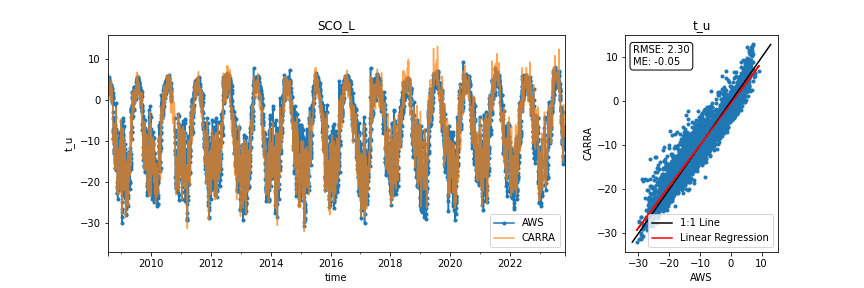 SCO_L
t_u
10
0
−10
−20
−30
2010
2012
2014
2016
2018
2020
2022
time
AWS
CARRA
t_u
CARRA
10
0
−10
−20
−30
−30
−20
−10
0
10
AWS
RMSE: 2.30
ME: -0.05
1:1 Line
Linear Regression